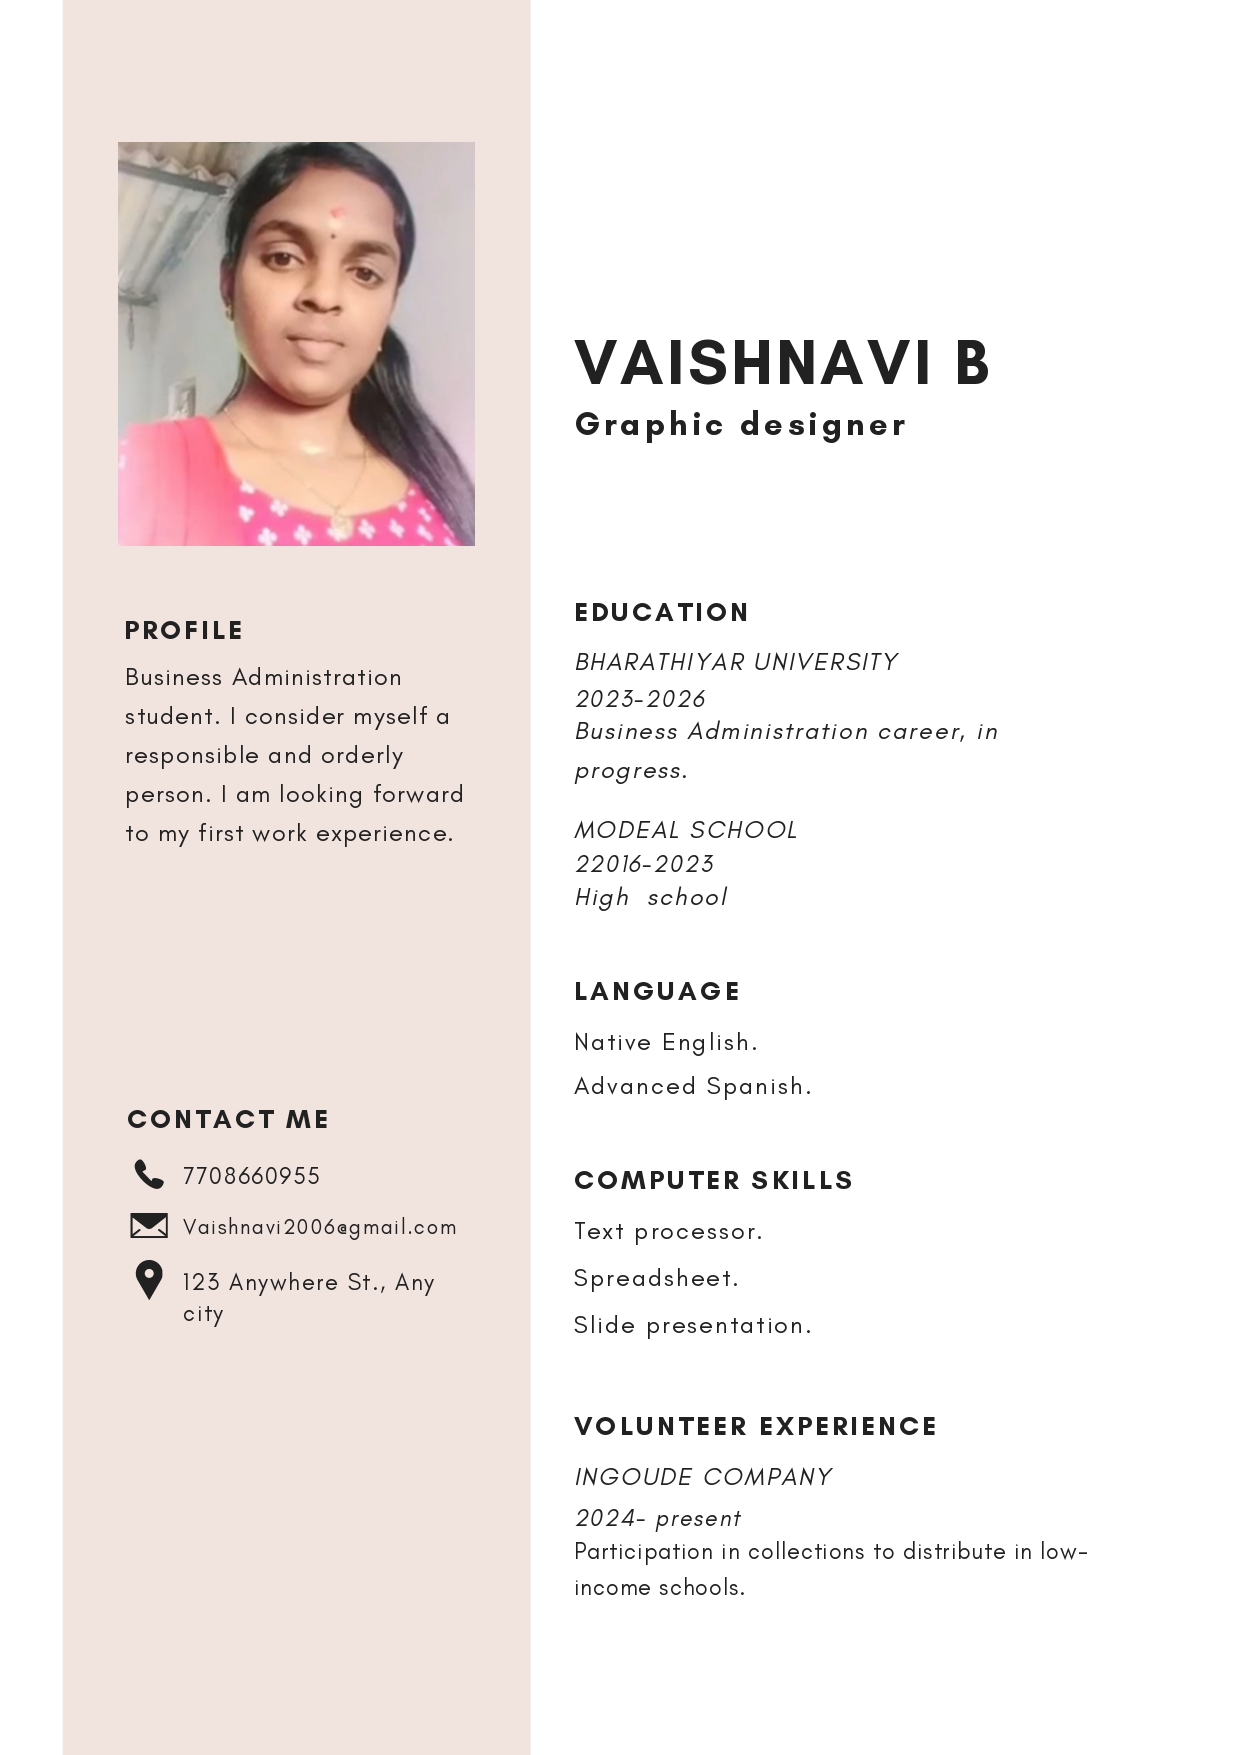 VAISHNAVI B
Graphic designer
PROFILE
Business Administration
student. I consider myself a
responsible and orderly
person. I am looking forward
to my first work experience.
CONTACT ME
7708660955
Vaishnavi2006@gmail.com
123 Anywhere St., Any
city
EDUCATION
BHARATHIYAR UNIVERSITY
2023-2026
Business Administration career, in
progress.
MODEAL SCHOOL
22016-2023
High school
LANGUAGE
Native English.
Advanced Spanish.
COMPUTER SKILLS
Text processor.
Spreadsheet.
Slide presentation.
VOLUNTEER EXPERIENCE
INGOUDE COMPANY
2024- present
Participation in collections to distribute in low-
income schools.